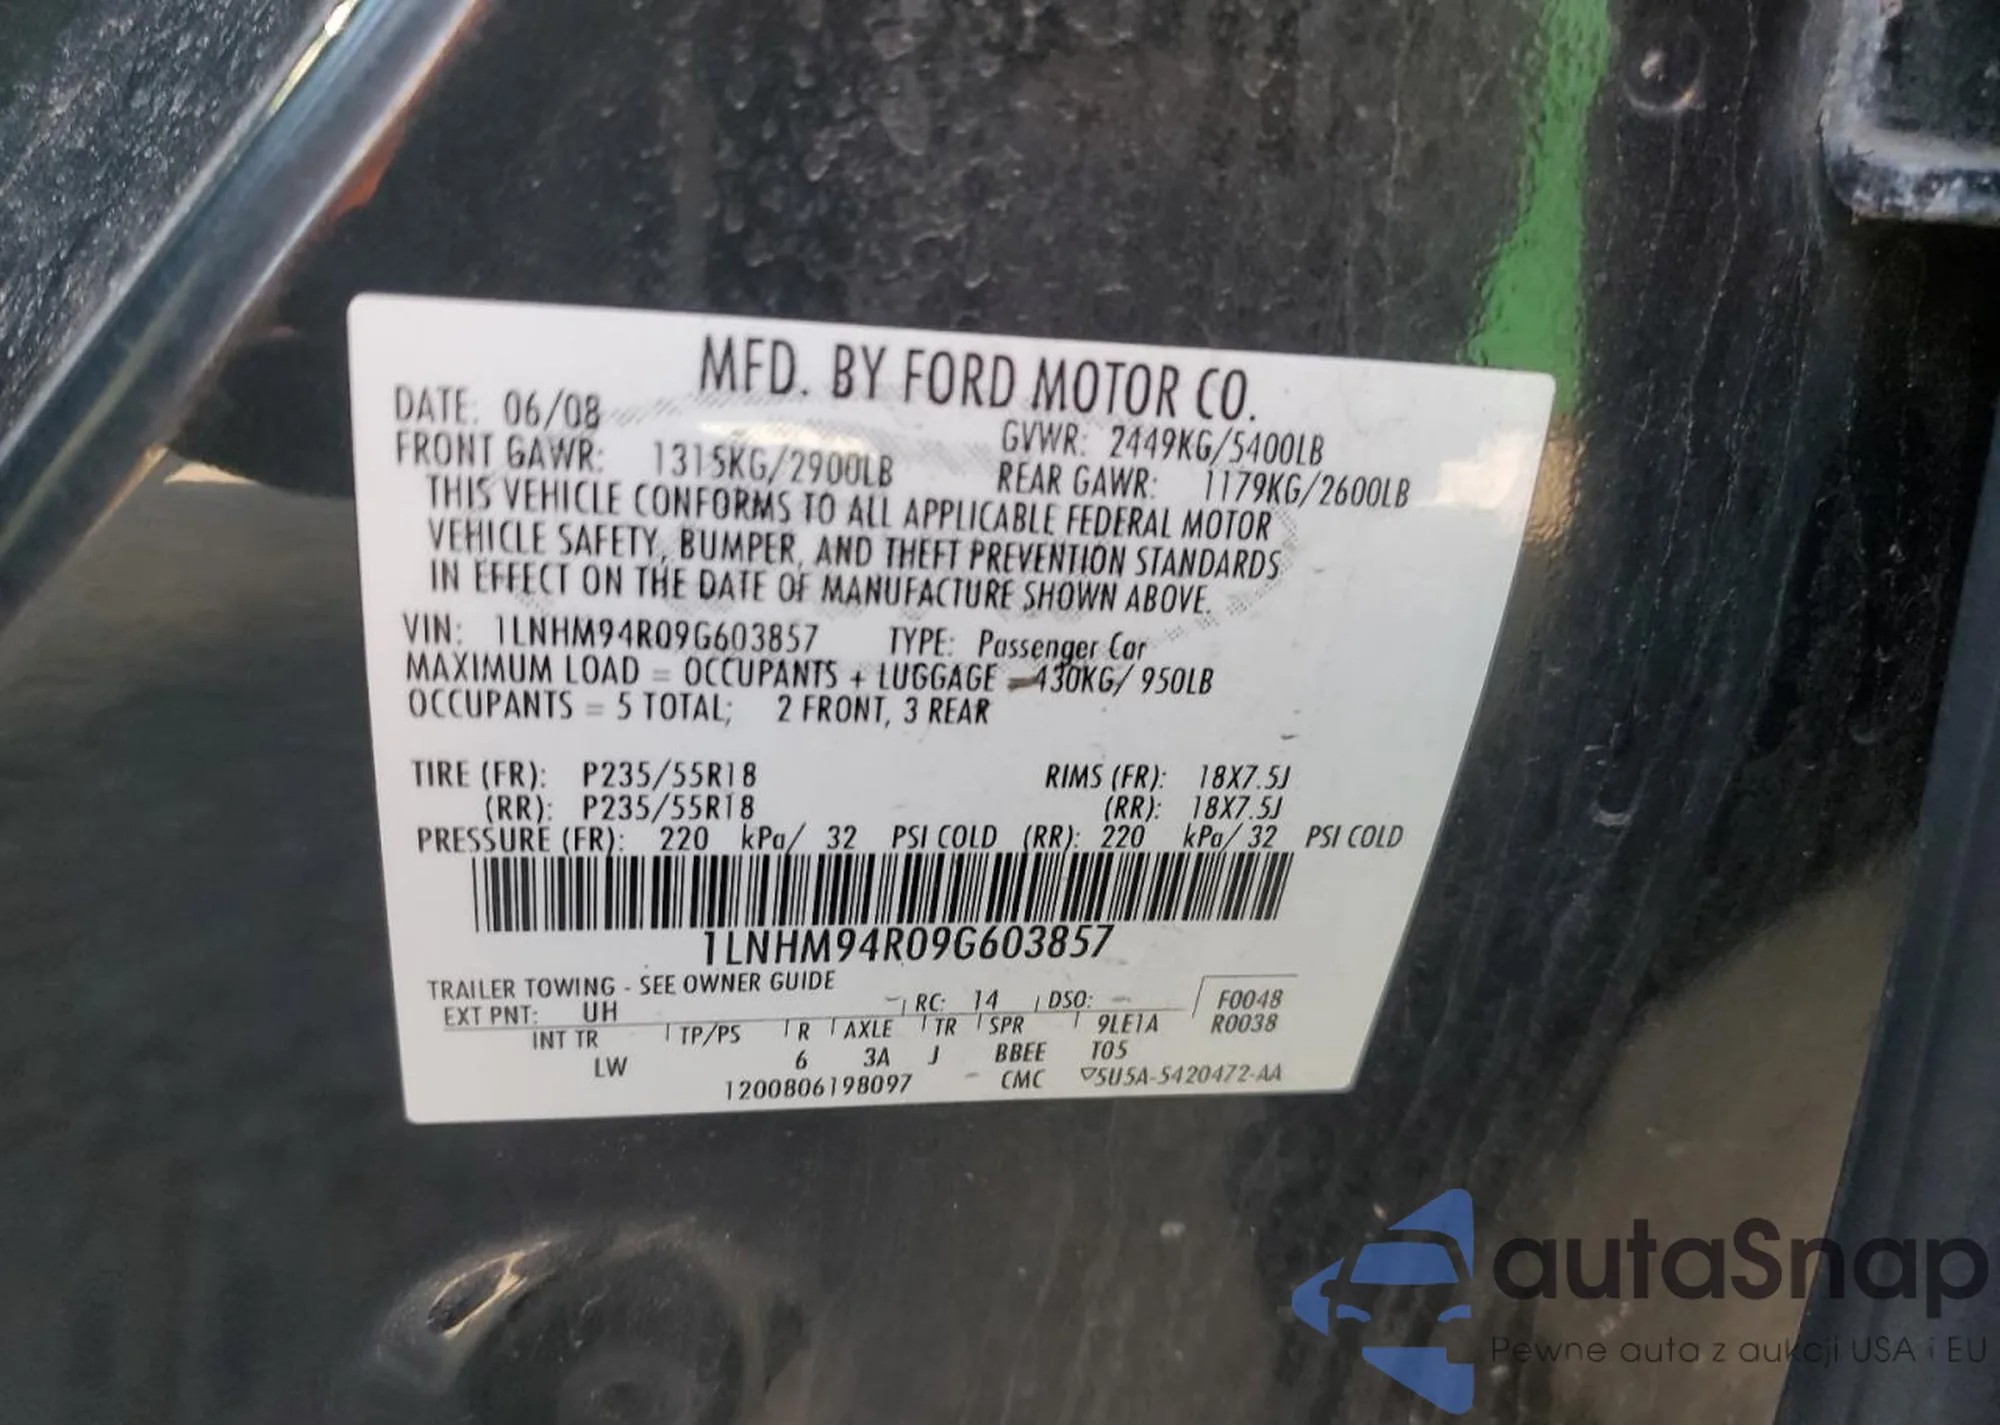 MFD. BY FORD MOTOR CO.
DATE: 06/08 GVWR: 2449KG/5400LB
FRONT GAWR: 1315KG/2900LB REAR GAWR: 1179KG/2600LB
THIS VEHICLE CONFORMS TO ALL APPLICABLE FEDERAL MOTOR
VEHICLE SAFETY, BUMPER, AND THEFT PREVENTION STANDARDS
IN EFFECT ON THE DATE OF MANUFACTURE SHOWN ABOVE.
VIN: 1LNHM94R09G603857 TYPE: Passenger Car
MAXIMUM LOAD = OCCUPANTS + LUGGAGE = 430KG/ 950LB
OCCUPANTS = 5 TOTAL; 2 FRONT, 3 REAR
TIRE (FR): P235/55R18 RIMS (FR): 18X7.5J
(RR): P235/55R18 (RR): 18X7.5J
PRESSURE (FR): 220 kPa/ 32 PSI COLD (RR): 220 kPa/ 32 PSI COLD
1LNHM94R09G603857
TRAILER TOWING - SEE OWNER GUIDE
EXT PNT: UH RC: 14 DSO: F0048
INT TR TP/PS R AXLE TR SPR 9LE1A R0038
LW 6 3A J BBEE T05
1200806198097 CMC ▽5U5A-5420472-AA
autaSnap
Pewne auta z aukcji USA i EU